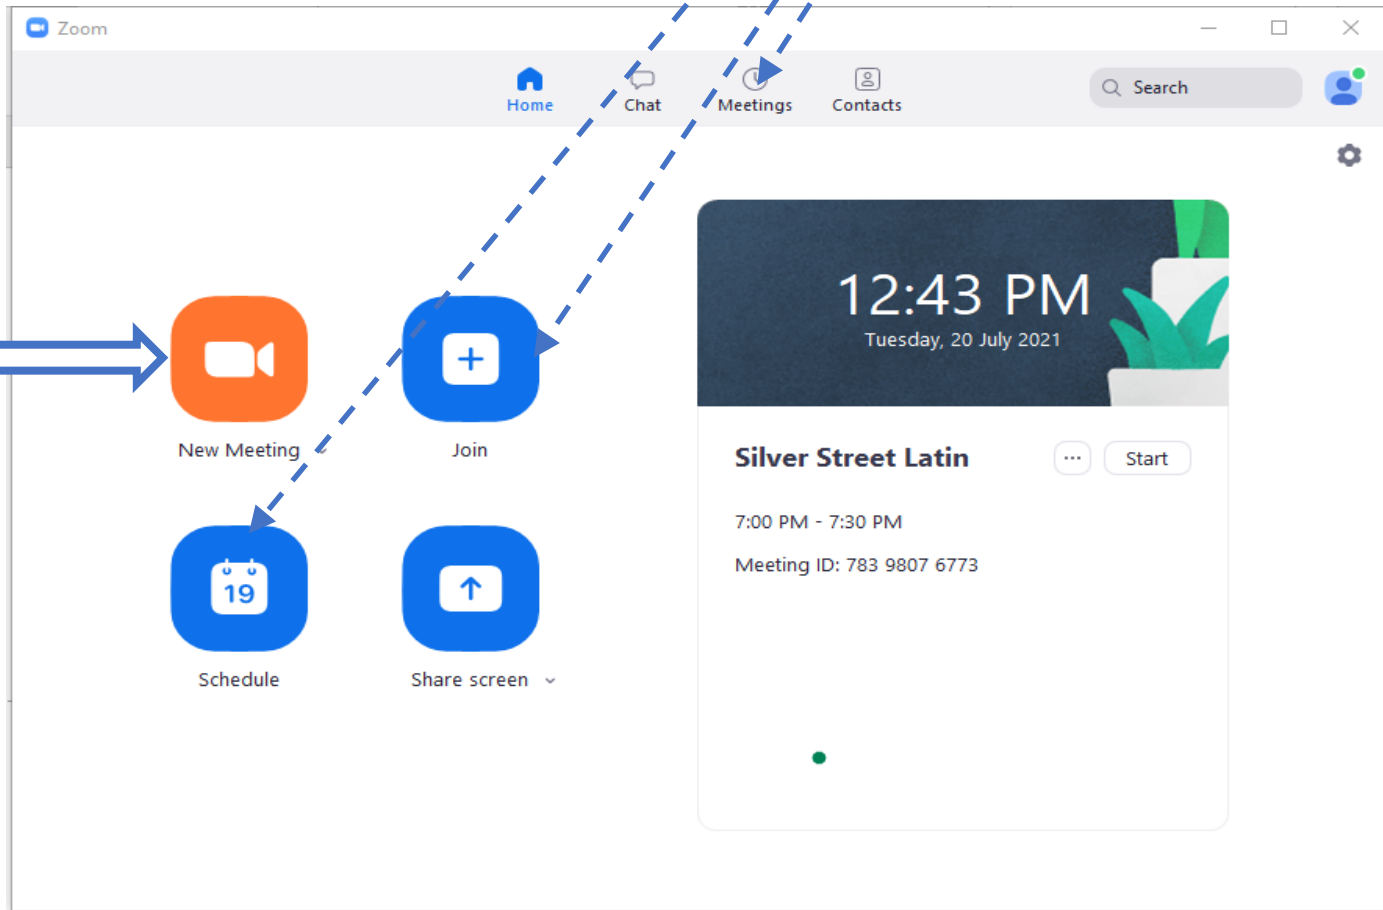 Zoom
Home
Chat
Meetings
Contacts
Search
12:43 PM
Tuesday, 20 July 2021
New Meeting
Join
Silver Street Latin
...
Start
7:00 PM - 7:30 PM
Meeting ID: 783 9807 6773
19
Schedule
Share screen